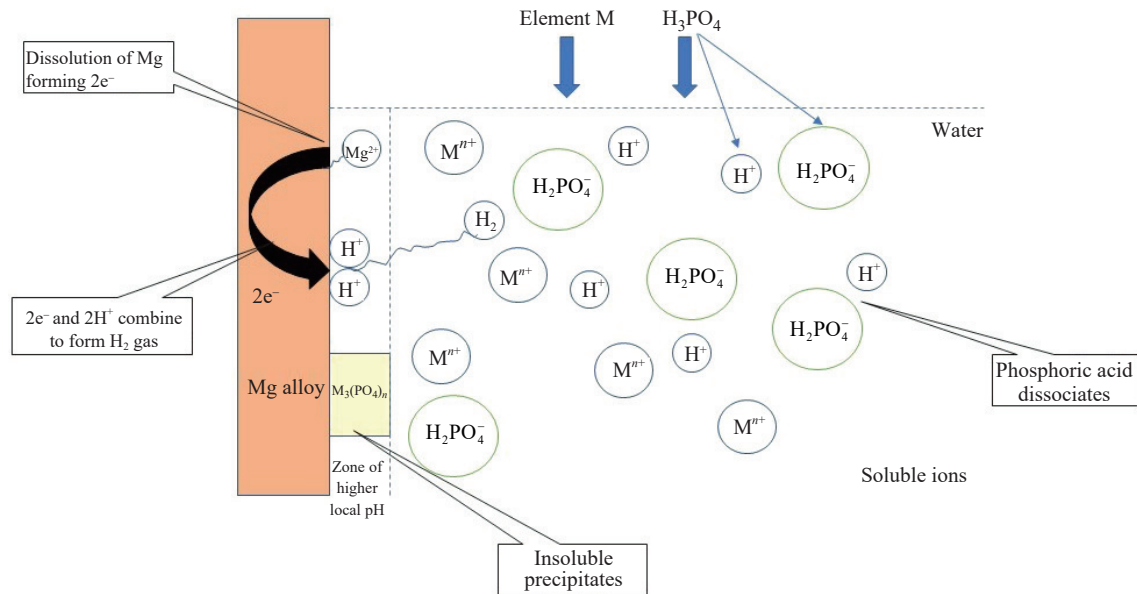 Element M
H₃PO₄
Dissolution of Mg
forming 2e⁻
Water
Mg²⁺
Mⁿ⁺
H⁺
H₂PO₄⁻
H⁺
H₂PO₄⁻
H₂
H⁺
H⁺
Mⁿ⁺
H⁺
H₂PO₄⁻
H⁺
H₂PO₄⁻
2e⁻
2e⁻ and 2H⁺ combine
to form H₂ gas
Mⁿ⁺
Mⁿ⁺
H⁺
Phosphoric acid
dissociates
Mg alloy
M₃(PO₄)ₙ
H₂PO₄⁻
Mⁿ⁺
Zone of
higher
local pH
Soluble ions
Insoluble
precipitates